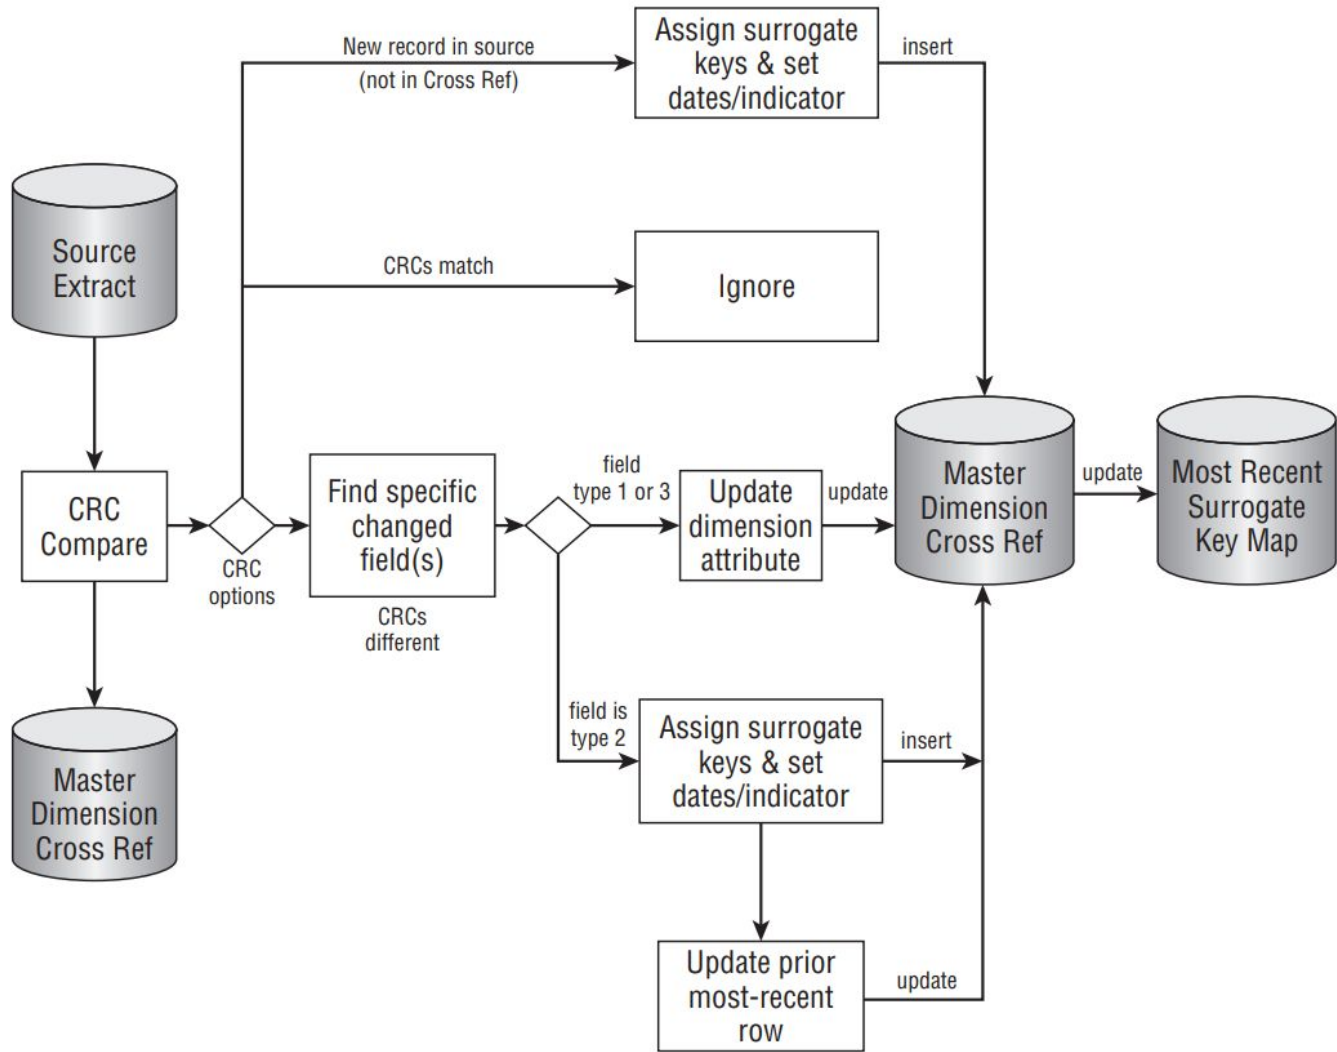 New record in source
(not in Cross Ref)
Assign surrogate
keys & set
dates/indicator
insert
Source
Extract
CRCs match
Ignore
CRC
Compare
CRC
options
Find specific
changed
field(s)
CRCs
different
field
type 1 or 3
Update
dimension
attribute
update
Master
Dimension
Cross Ref
update
Most Recent
Surrogate
Key Map
Master
Dimension
Cross Ref
field is
type 2
Assign surrogate
keys & set
dates/indicator
insert
Update prior
most-recent
row
update